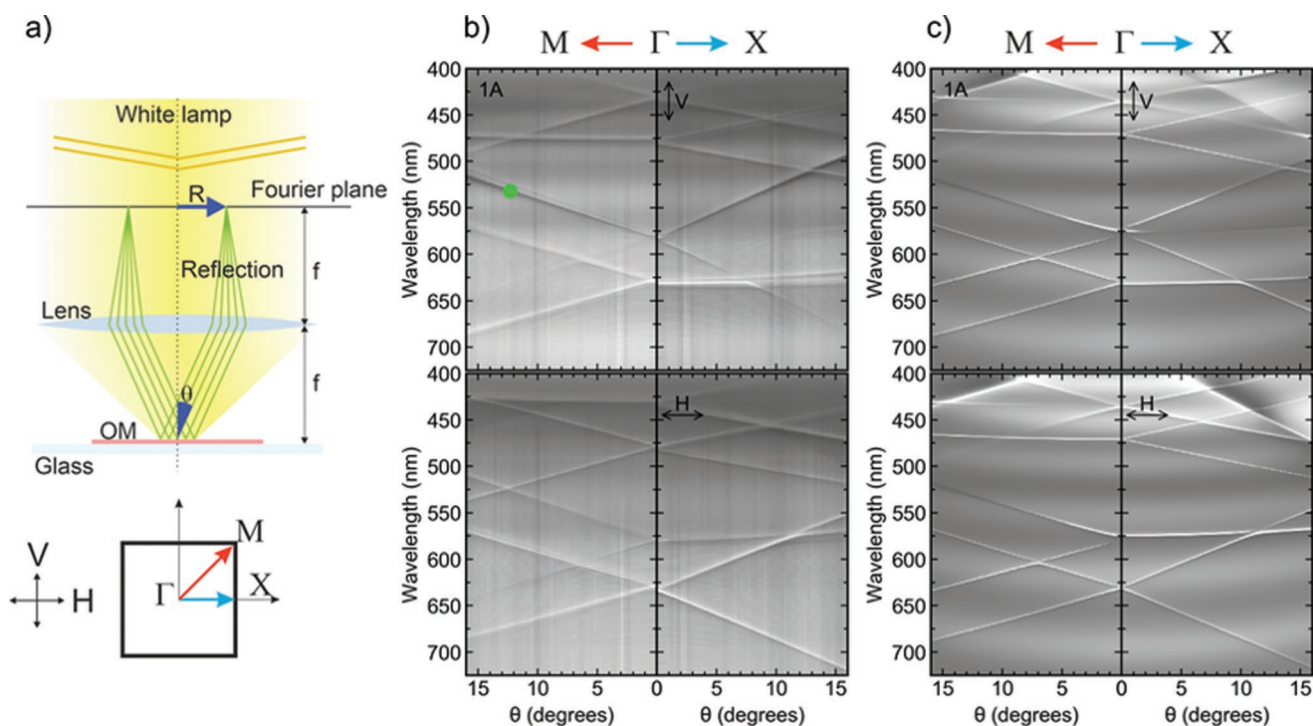 a)
White lamp
R
Fourier plane
Reflection
f
Lens
θ
f
OM
Glass
V
H
M
Γ
X
b)
M Γ X
1A
V
400
450
500
550
600
650
700
Wavelength (nm)
H
400
450
500
550
600
650
700
Wavelength (nm)
15 10 5 0 5 10 15
θ (degrees) θ (degrees)
c)
M Γ X
1A
V
400
450
500
550
600
650
700
Wavelength (nm)
H
400
450
500
550
600
650
700
Wavelength (nm)
15 10 5 0 5 10 15
θ (degrees) θ (degrees)